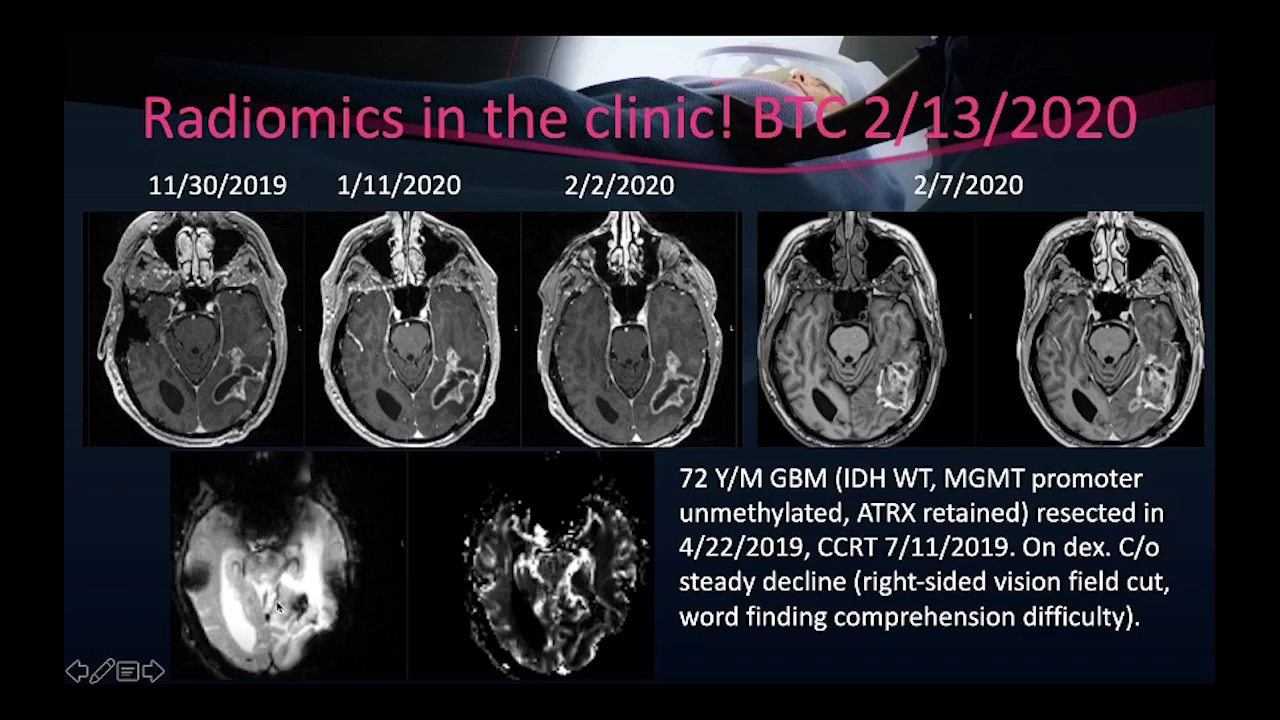 Radiomics in the clinic! BTC 2/13/2020
11/30/2019 1/11/2020 2/2/2020 2/7/2020
72 Y/M GBM (IDH WT, MGMT promoter
unmethylated, ATRX retained) resected in
4/22/2019, CCRT 7/11/2019. On dex. C/o
steady decline (right-sided vision field cut,
word finding comprehension difficulty).